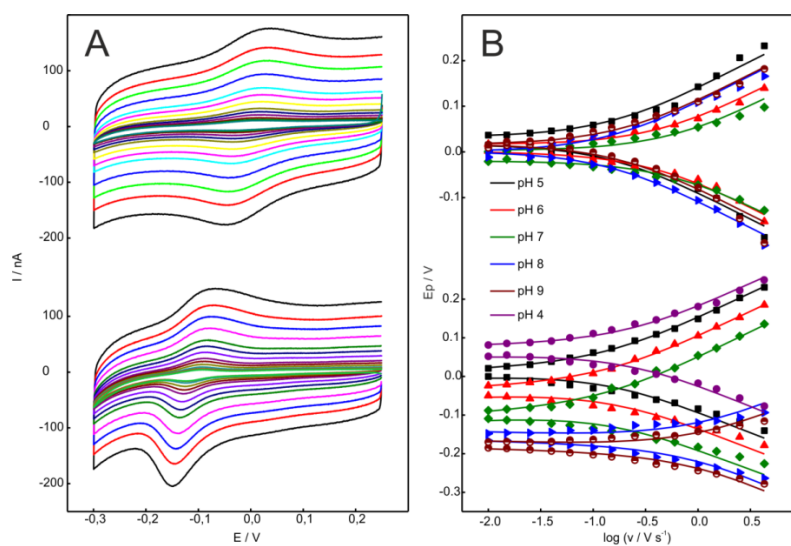 A
B
100
0
-100
-200
100
0
-100
-200
I / nA
-0,3
-0,2
-0,1
0,0
0,1
0,2
E / V
0.2
0.1
0.0
-0.1
0.2
0.1
0.0
-0.1
-0.2
-0.3
Ep / V
pH 5
pH 6
pH 7
pH 8
pH 9
pH 4
-2.0
-1.5
-1.0
-0.5
0.0
0.5
log (v / V s⁻¹)